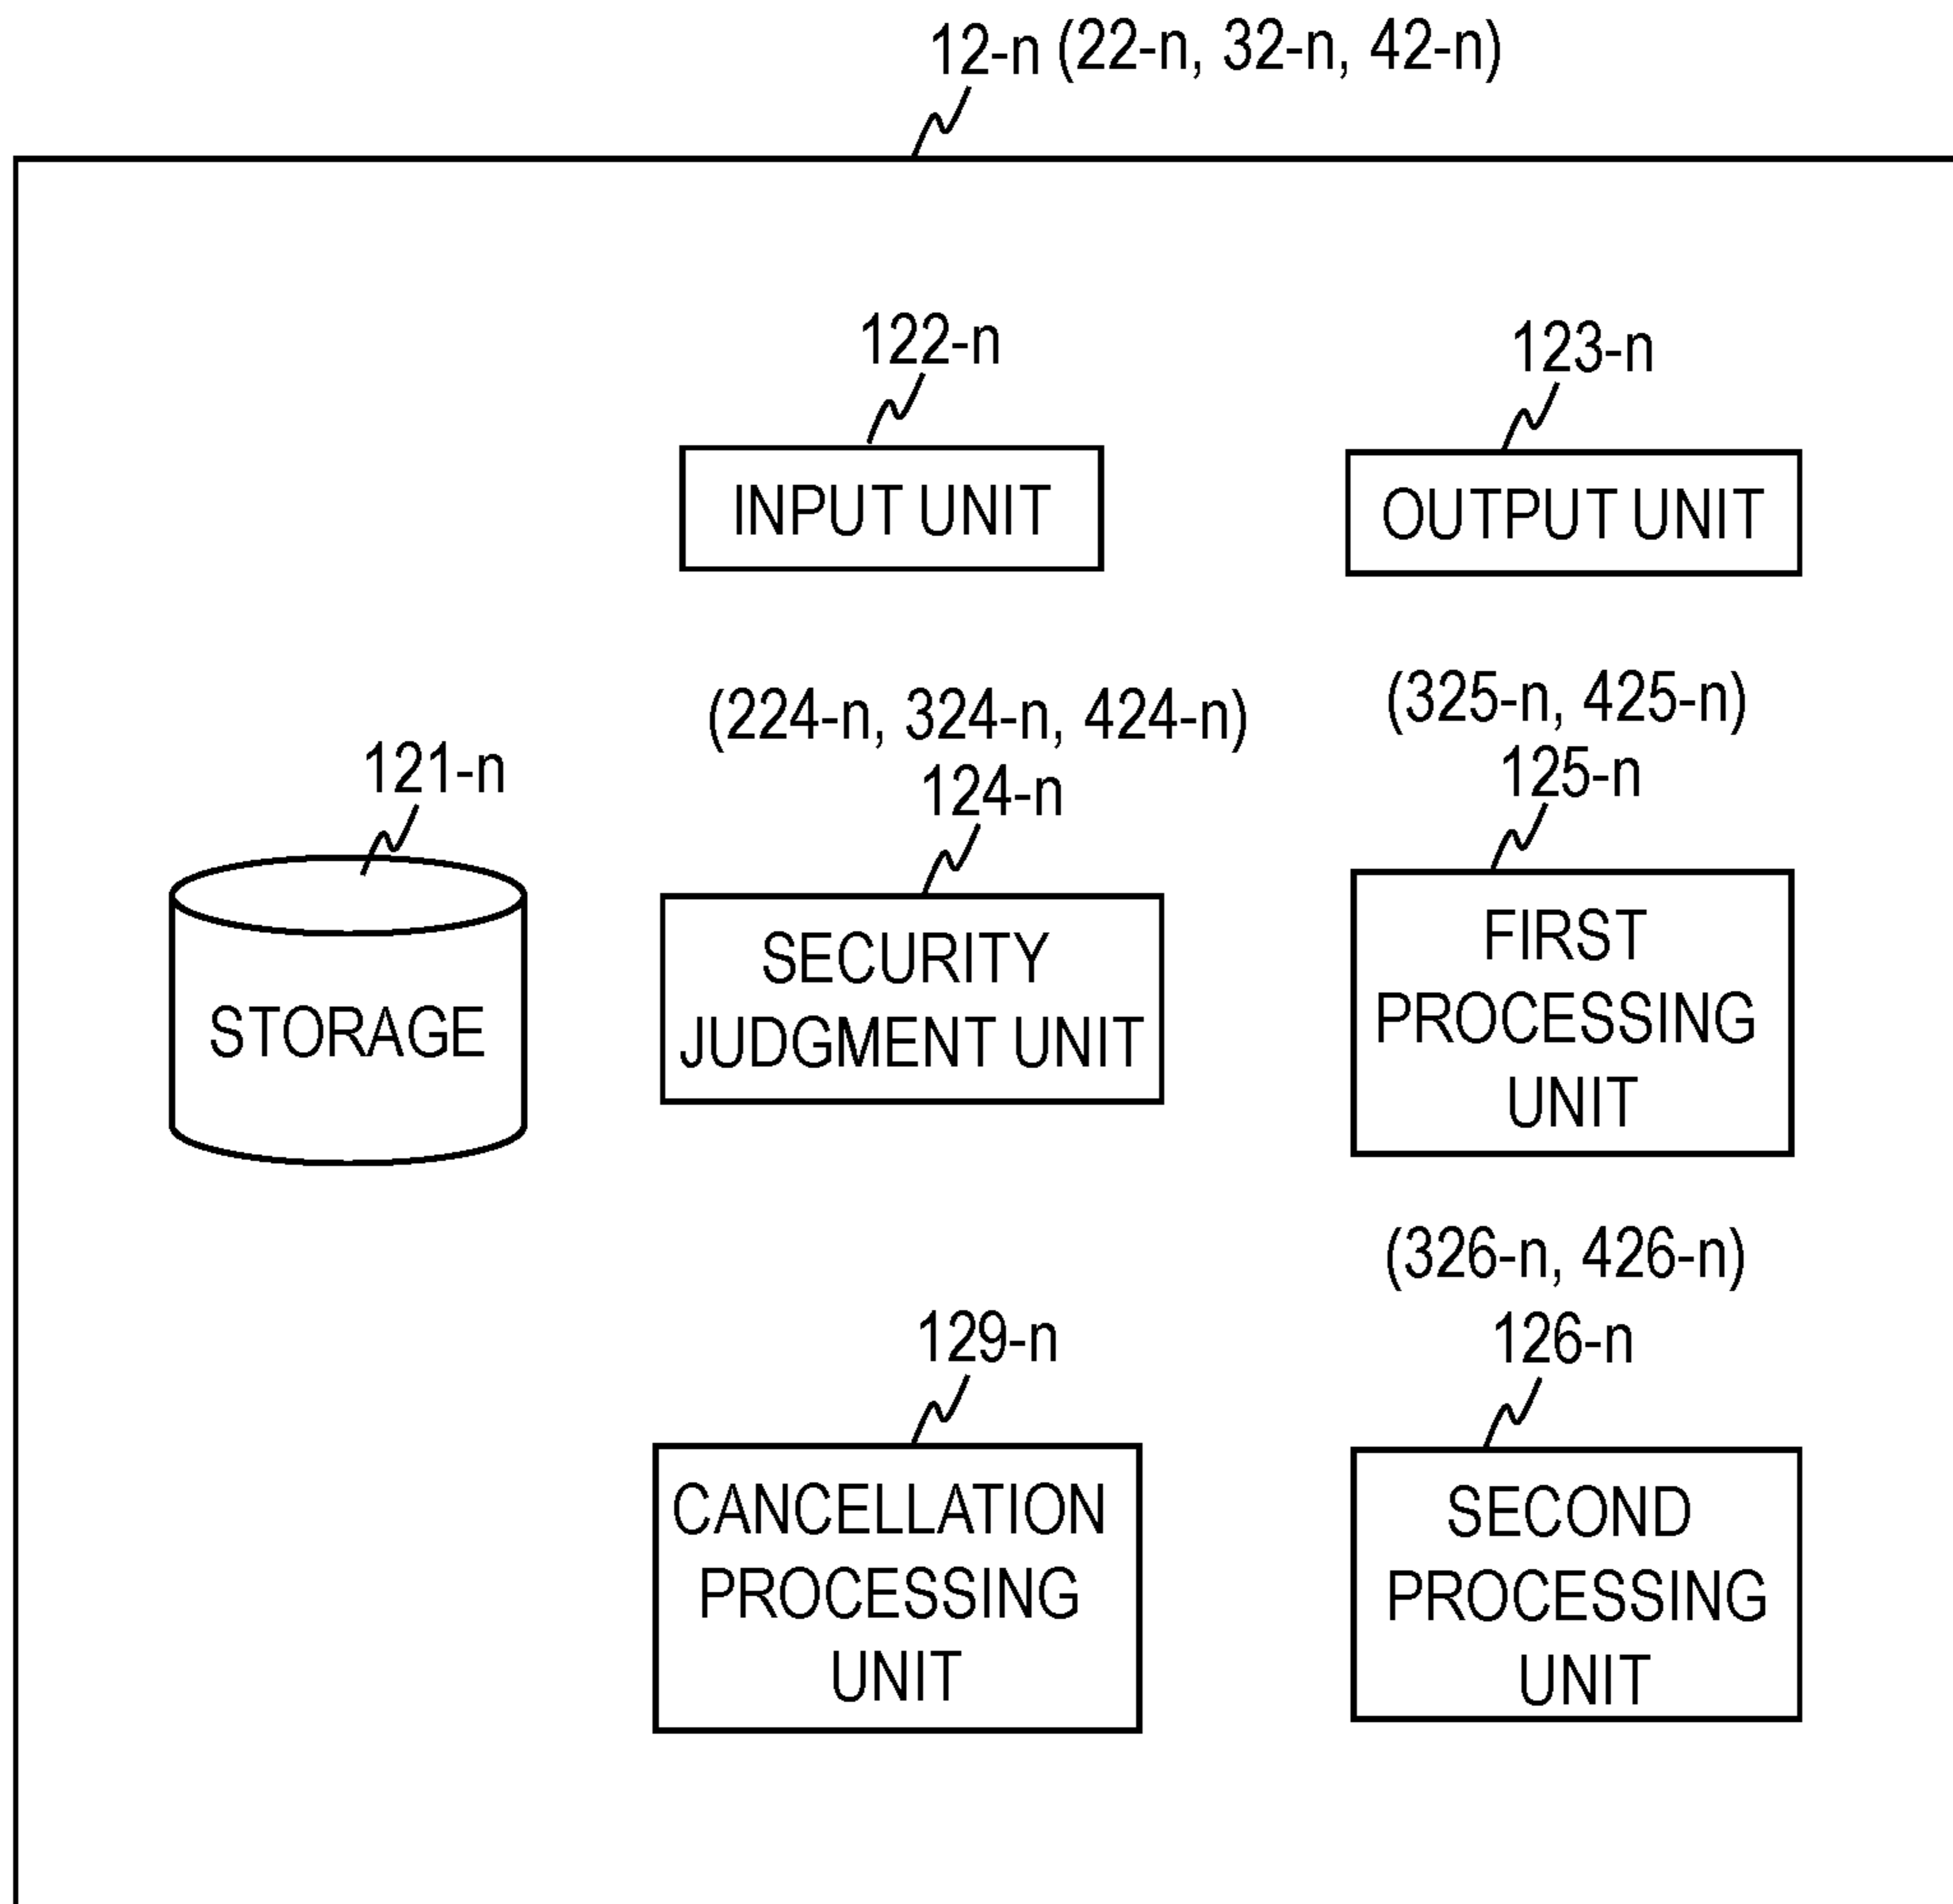 12-n (22-n, 32-n, 42-n)
122-n
INPUT UNIT
123-n
OUTPUT UNIT
121-n
STORAGE
(224-n, 324-n, 424-n)
124-n
SECURITY
JUDGMENT UNIT
(325-n, 425-n)
125-n
FIRST
PROCESSING
UNIT
129-n
CANCELLATION
PROCESSING
UNIT
(326-n, 426-n)
126-n
SECOND
PROCESSING
UNIT